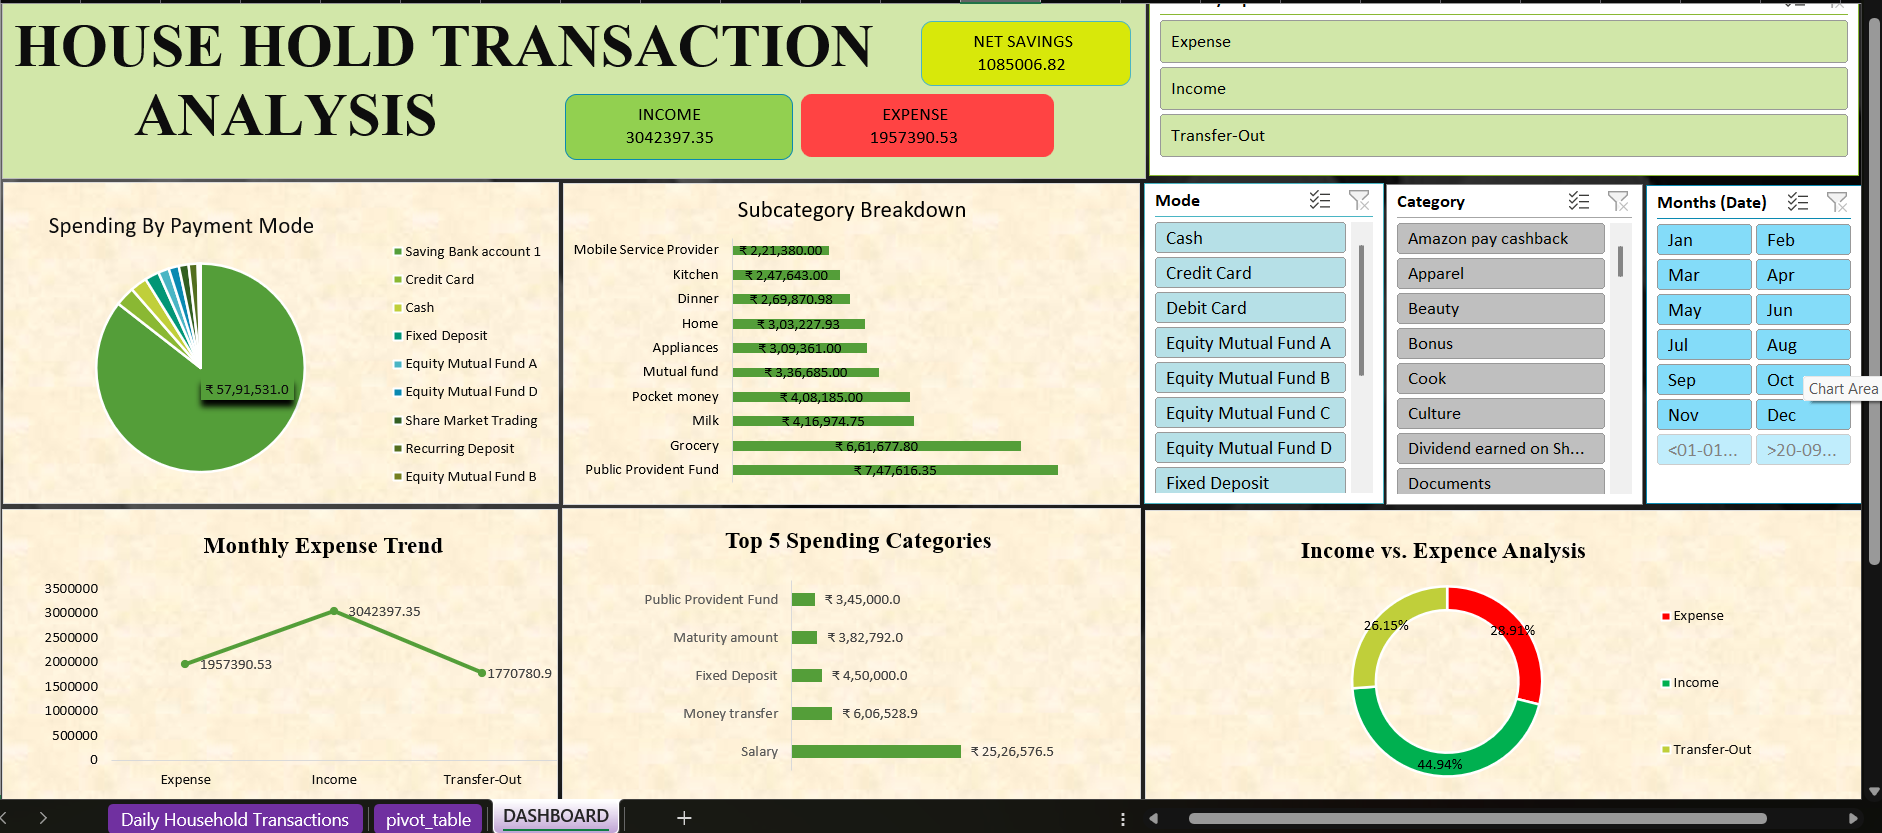 HOUSE HOLD TRANSACTION
ANALYSIS
NET SAVINGS
1085006.82
INCOME
3042397.35
EXPENSE
1957390.53
Expense
Income
Transfer-Out
Spending By Payment Mode
Saving Bank account 1
Credit Card
Cash
Fixed Deposit
Equity Mutual Fund A
Equity Mutual Fund D
Share Market Trading
Recurring Deposit
Equity Mutual Fund B
₹ 57,91,531.0
Subcategory Breakdown
Mobile Service Provider ₹ 2,21,380.00
Kitchen ₹ 2,47,643.00
Dinner ₹ 2,69,870.98
Home ₹ 3,03,227.93
Appliances ₹ 3,09,361.00
Mutual fund ₹ 3,36,685.00
Pocket money ₹ 4,08,185.00
Milk ₹ 4,16,974.75
Grocery ₹ 6,61,677.80
Public Provident Fund ₹ 7,47,616.35
Mode
Cash
Credit Card
Debit Card
Equity Mutual Fund A
Equity Mutual Fund B
Equity Mutual Fund C
Equity Mutual Fund D
Fixed Deposit
Category
Amazon pay cashback
Apparel
Beauty
Bonus
Cook
Culture
Dividend earned on Sh...
Documents
Months (Date)
Jan Feb
Mar Apr
May Jun
Jul Aug
Sep Oct
Nov Dec
<01-01... >20-09...
Chart Area
Monthly Expense Trend
3500000
3000000
2500000
2000000
1500000
1000000
500000
0
1957390.53
3042397.35
1770780.9
Expense Income Transfer-Out
Top 5 Spending Categories
Public Provident Fund ₹ 3,45,000.0
Maturity amount ₹ 3,82,792.0
Fixed Deposit ₹ 4,50,000.0
Money transfer ₹ 6,06,528.9
Salary ₹ 25,26,576.5
Income vs. Expence Analysis
26.15%
28.91%
44.94%
Expense
Income
Transfer-Out
Daily Household Transactions pivot_table DASHBOARD